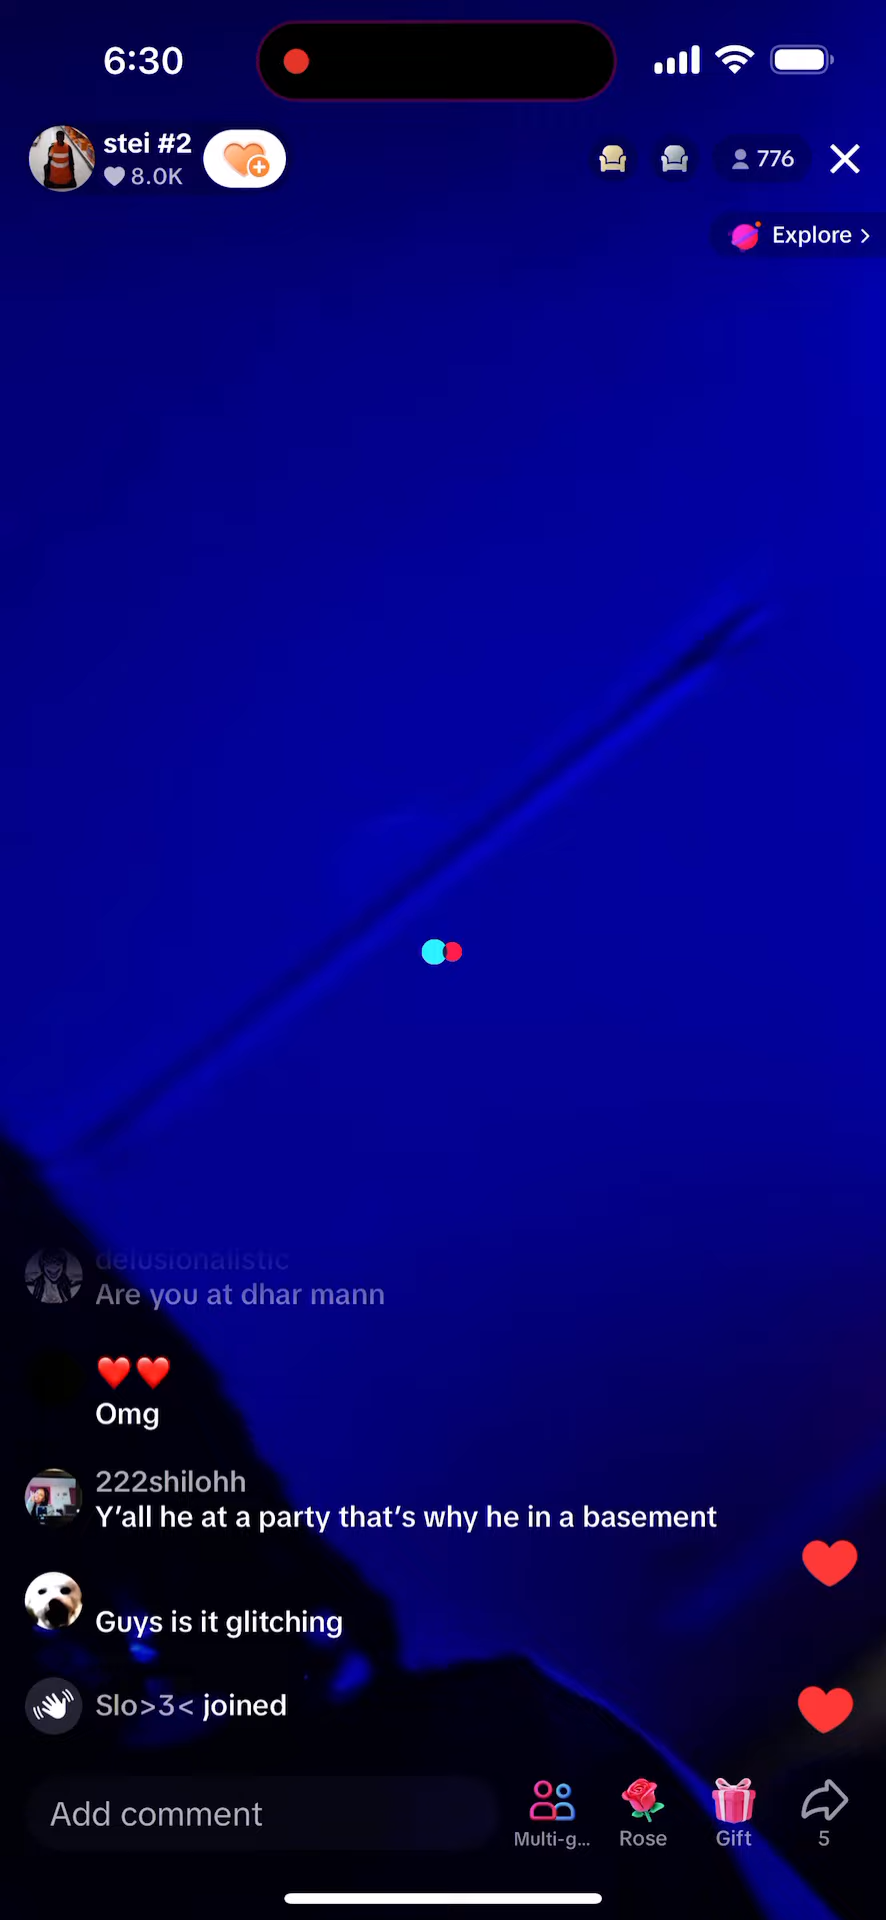 6:30
stei #2
8.0K
776
Explore >
delusionalistic
Are you at dhar mann
❤️❤️
Omg
222shilohh
Y’all he at a party that’s why he in a basement
Guys is it glitching
Slo>3< joined
Add comment
Multi-g...
Rose
Gift
5